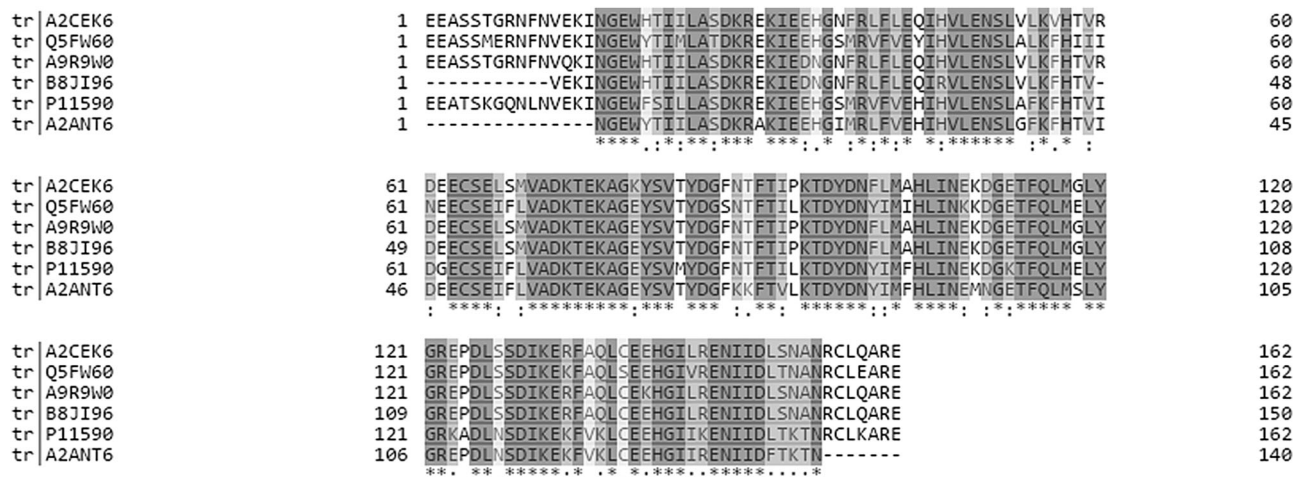 tr | A2CEK6 1 EEASSTGRNFNVEKINGEWHTIILASDKREKIEEHGNFRLFLEQIHVLENSLVLKVHTVR 60
tr | Q5FW60 1 EEASSMERNFNVEKINGEWYTIMLATDKREKIEEHGSMRVFVEYIHVLENSLALKFHIII 60
tr | A9R9W0 1 EEASSTGRNFNVQKINGEWHTIILASDKREKIEDNGNFRLFLEQIHVLENSLVLKFHTVR 60
tr | B8JI96 1 -----------VEKINGEWHTIILASDKREKIEDNGNFRLFLEQIRVLENSLVLKFHTV- 48
tr | P11590 1 EEATSKGQNLNVEKINGEWFSILLASDKREKIEEHGSMRVFVEHIHVLENSLAFKFHTVI 60
tr | A2ANT6 1 ---------------NGEWYTIILASDKRAKIEEHGIMRLFVEHIHVLENSLGFKFHTVI 45
****.:*:**:*** ***::.* :*:*:* *:****** :*.* :
tr | A2CEK6 61 DEECSELSMVADKTEKAGKYSVTYDGFNTFTIPKTDYDNFLMAHLINEKDGETFQLMGLY 120
tr | Q5FW60 61 NEECSEIFLVADKTEKAGEYSVTYDGSNTFTILKTDYDNYIMIHLINKKDGETFQLMELY 120
tr | A9R9W0 61 DEECSELSMVADKTEKAGEYSVTYDGFNTFTIPKTDYDNFLMAHLINEKDGETFQLMGLY 120
tr | B8JI96 49 DEECSELSMVADKTEKAGEYSVTYDGFNTFTIPKTDYDNFLMAHLINEKDGETFQLMGLY 108
tr | P11590 61 DGECSEIFLVADKTEKAGEYSVMYDGFNTFTILKTDYDNYIMFHLINEKDGKTFQLMELY 120
tr | A2ANT6 46 DEECSEIFLVADKTEKAGEYSVTYDGFKKFTVLKTDYDNYIMFHLINEMNGETFQLMSLY 105
: ****: :********:*** *** :.**: ******::* ****: :*:***** **
tr | A2CEK6 121 GREPDLSSDIKERFAQLCEEHGILRENIIDLSNANRCLQARE 162
tr | Q5FW60 121 GREPDLSSDIKEKFAQLSEEHGIVRENIIDLTNANRCLEARE 162
tr | A9R9W0 121 GREPDLSSDIKERFAQLCEKHGILRENIIDLSNANRCLQARE 162
tr | B8JI96 109 GREPDLSSDIKERFAQLCEEHGILRENIIDLSNANRCLQARE 150
tr | P11590 121 GRKADLNSDIKEKFVKLCEEHGIIKENIIDLTKTNRCLKARE 162
tr | A2ANT6 106 GREPDLNSDIKEKFVKLCEEHGIIRENIIDFTKTN------- 140
**. ** *****.* .* *.***..*****....*